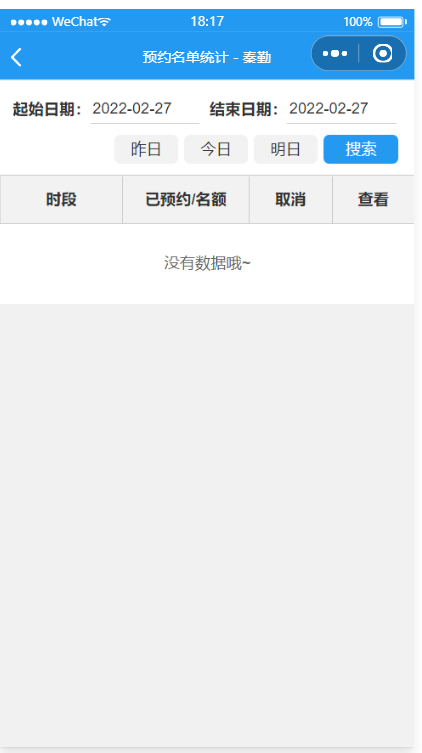 WeChat 18:17 100%
预约名单统计 - 秦勤
起始日期: 2022-02-27 结束日期: 2022-02-27
昨日 今日 明日 搜索
时段 已预约/名额 取消 查看
没有数据哦~